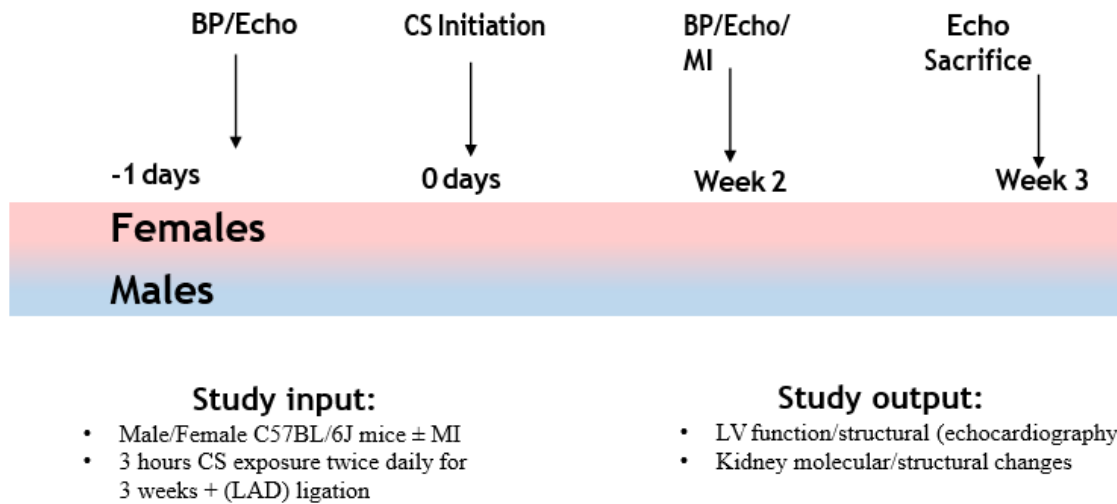 BP/Echo
CS Initiation
BP/Echo/
MI
Echo
Sacrifice
-1 days
0 days
Week 2
Week 3
Females
Males
Study input:
• Male/Female C57BL/6J mice ± MI
• 3 hours CS exposure twice daily for
3 weeks + (LAD) ligation
Study output:
• LV function/structural (echocardiography
• Kidney molecular/structural changes